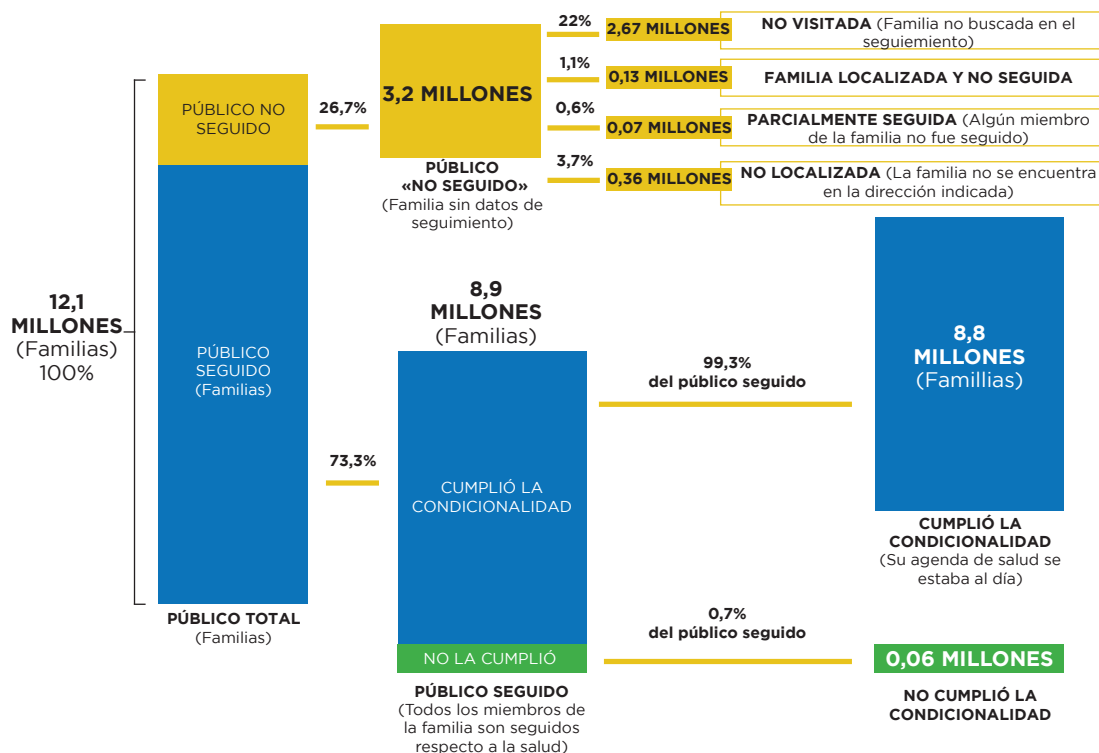 12,1
MILLONES
(Familias)
100%
PÚBLICO NO
SEGUIDO
PÚBLICO
SEGUIDO
(Familias)
PÚBLICO TOTAL
(Familias)
26,7%
73,3%
3,2 MILLONES
PÚBLICO
«NO SEGUIDO»
(Familia sin datos de
seguimiento)
22%
2,67 MILLONES
NO VISITADA (Familia no buscada en el
seguiemiento)
1,1%
0,13 MILLONES
FAMILIA LOCALIZADA Y NO SEGUIDA
0,6%
0,07 MILLONES
PARCIALMENTE SEGUIDA (Algún miembro
de la familia no fue seguido)
3,7%
0,36 MILLONES
NO LOCALIZADA (La familia no se encuentra
en la dirección indicada)
8,9
MILLONES
(Familias)
CUMPLIÓ LA
CONDICIONALIDAD
NO LA CUMPLIÓ
PÚBLICO SEGUIDO
(Todos los miembros de
la familia son seguidos
respecto a la salud)
99,3%
del público seguido
8,8
MILLONES
(Famillias)
CUMPLIÓ LA
CONDICIONALIDAD
(Su agenda de salud se
estaba al día)
0,7%
del público seguido
0,06 MILLONES
NO CUMPLIÓ LA
CONDICIONALIDAD